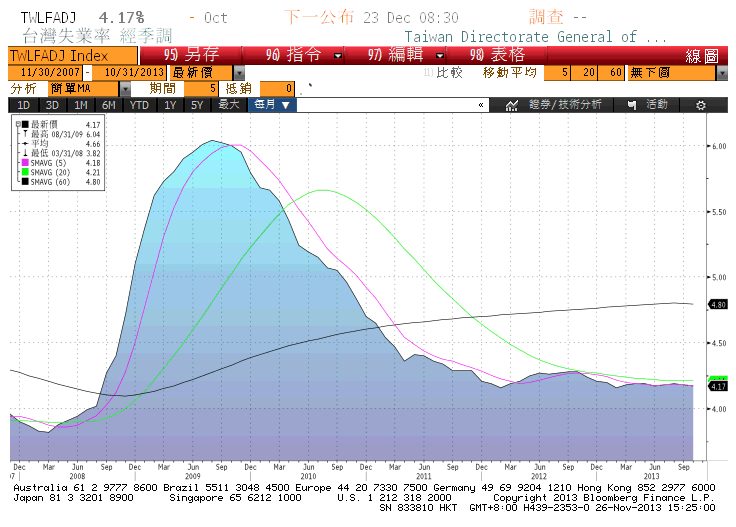 TWLFADJ 4.17% - Oct 下一公布 23 Dec 08:30 調查 --
台灣失業率 經季調 Taiwan Directorate General of ...
TWLFADJ Index 95) 另存 96) 指令 97) 編輯 98) 表格 線圖
11/30/2007 - 10/31/2013 最新價 比較 移動平均 5 20 60 無下圖
分析 簡單MA 期間 5 抵銷 0
1D 3D 1M 6M YTD 1Y 5Y 最大 每月 ▼ « 證券/技術分析 活動
最新價 4.17
最高 08/31/09 6.04
平均 4.66
最低 03/31/08 3.82
SMAVG (5) 4.18
SMAVG (20) 4.21
SMAVG (60) 4.80
6.00
5.50
5.00
4.80
4.50
4.17
4.00
Dec Mar Jun Sep Dec Mar Jun Sep Dec Mar Jun Sep Dec Mar Jun Sep Dec Mar Jun Sep Dec Mar Jun Sep
2008 2009 2010 2011 2012 2013
Australia 61 2 9777 8600 Brazil 5511 3048 4500 Europe 44 20 7330 7500 Germany 49 69 9204 1210 Hong Kong 852 2977 6000
Japan 81 3 3201 8900 Singapore 65 6212 1000 U.S. 1 212 318 2000 Copyright 2013 Bloomberg Finance L.P.
SN 833810 HKT GMT+8:00 H439-2353-0 26-Nov-2013 15:25:00